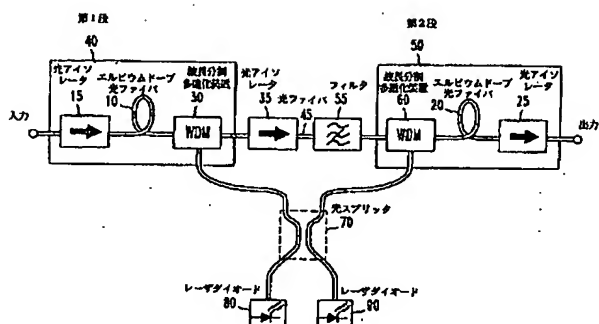 第1段
40
光アイソ
レータ
15
エルビウムドープ
光ファイバ
10
波長分割
多重化装置
30
光アイソ
レータ
35
光ファイバ
45
フィルタ
55
第2段
50
波長分割
多重化装置
60
エルビウムドープ
光ファイバ
20
光アイソ
レータ
25
入力
WDM
WDM
出力
光スプリッタ
70
レーザダイオード
80
レーザダイオード
90